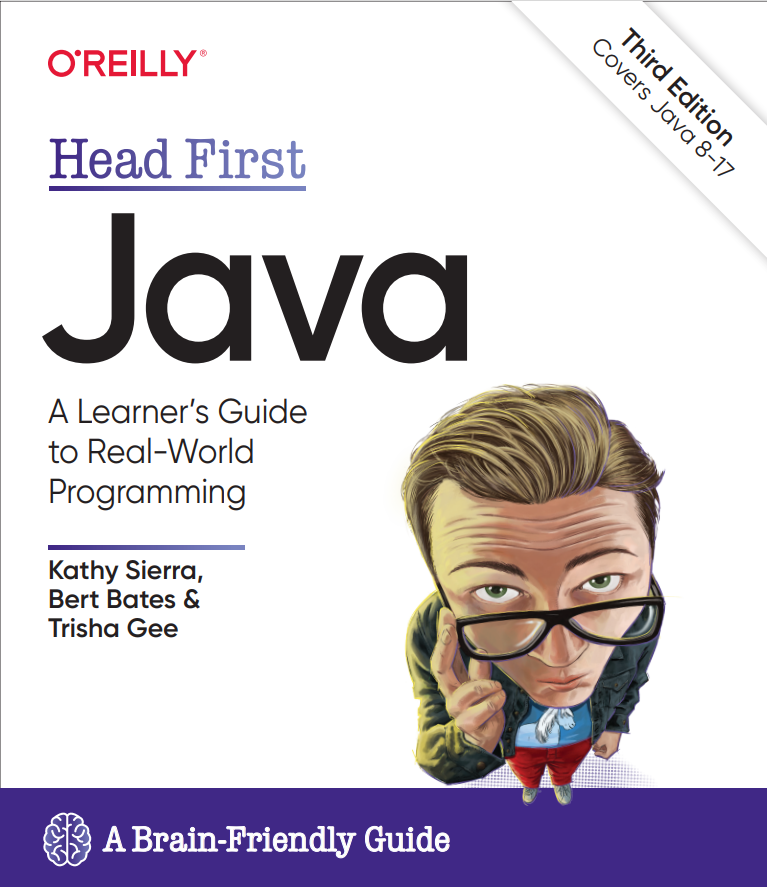 O'REILLY®
Third Edition
Covers Java 8-17
Head First
Java
A Learner's Guide
to Real-World
Programming
Kathy Sierra,
Bert Bates &
Trisha Gee
A Brain-Friendly Guide